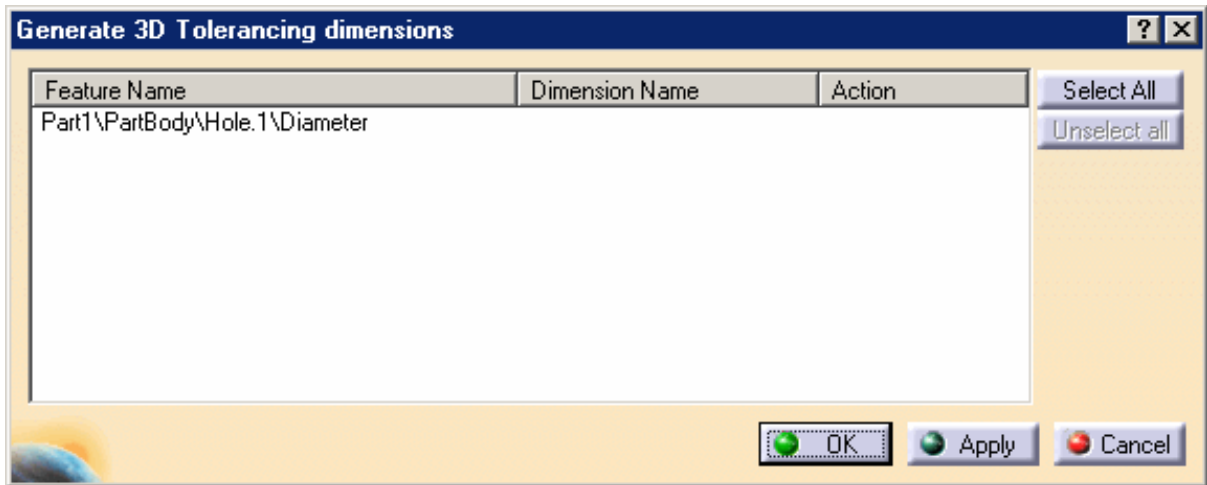 Generate 3D Tolerancing dimensions
Feature Name Dimension Name Action
Part1\PartBody\Hole.1\Diameter
Select All
Unselect all
OK Apply Cancel